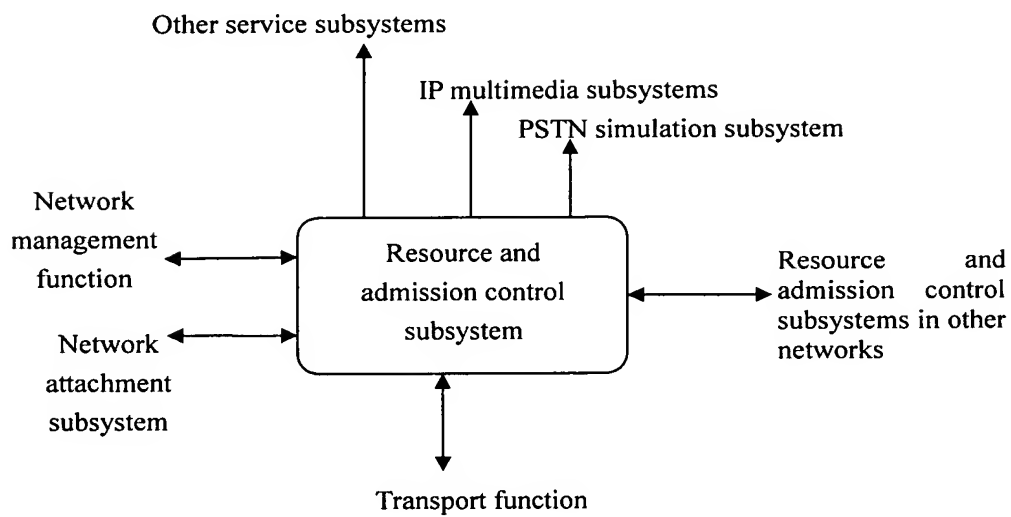 Other service subsystems
IP multimedia subsystems
PSTN simulation subsystem
Network
management
function
Resource and
admission control
subsystem
Resource and
admission control
subsystems in other
networks
Network
attachment
subsystem
Transport function